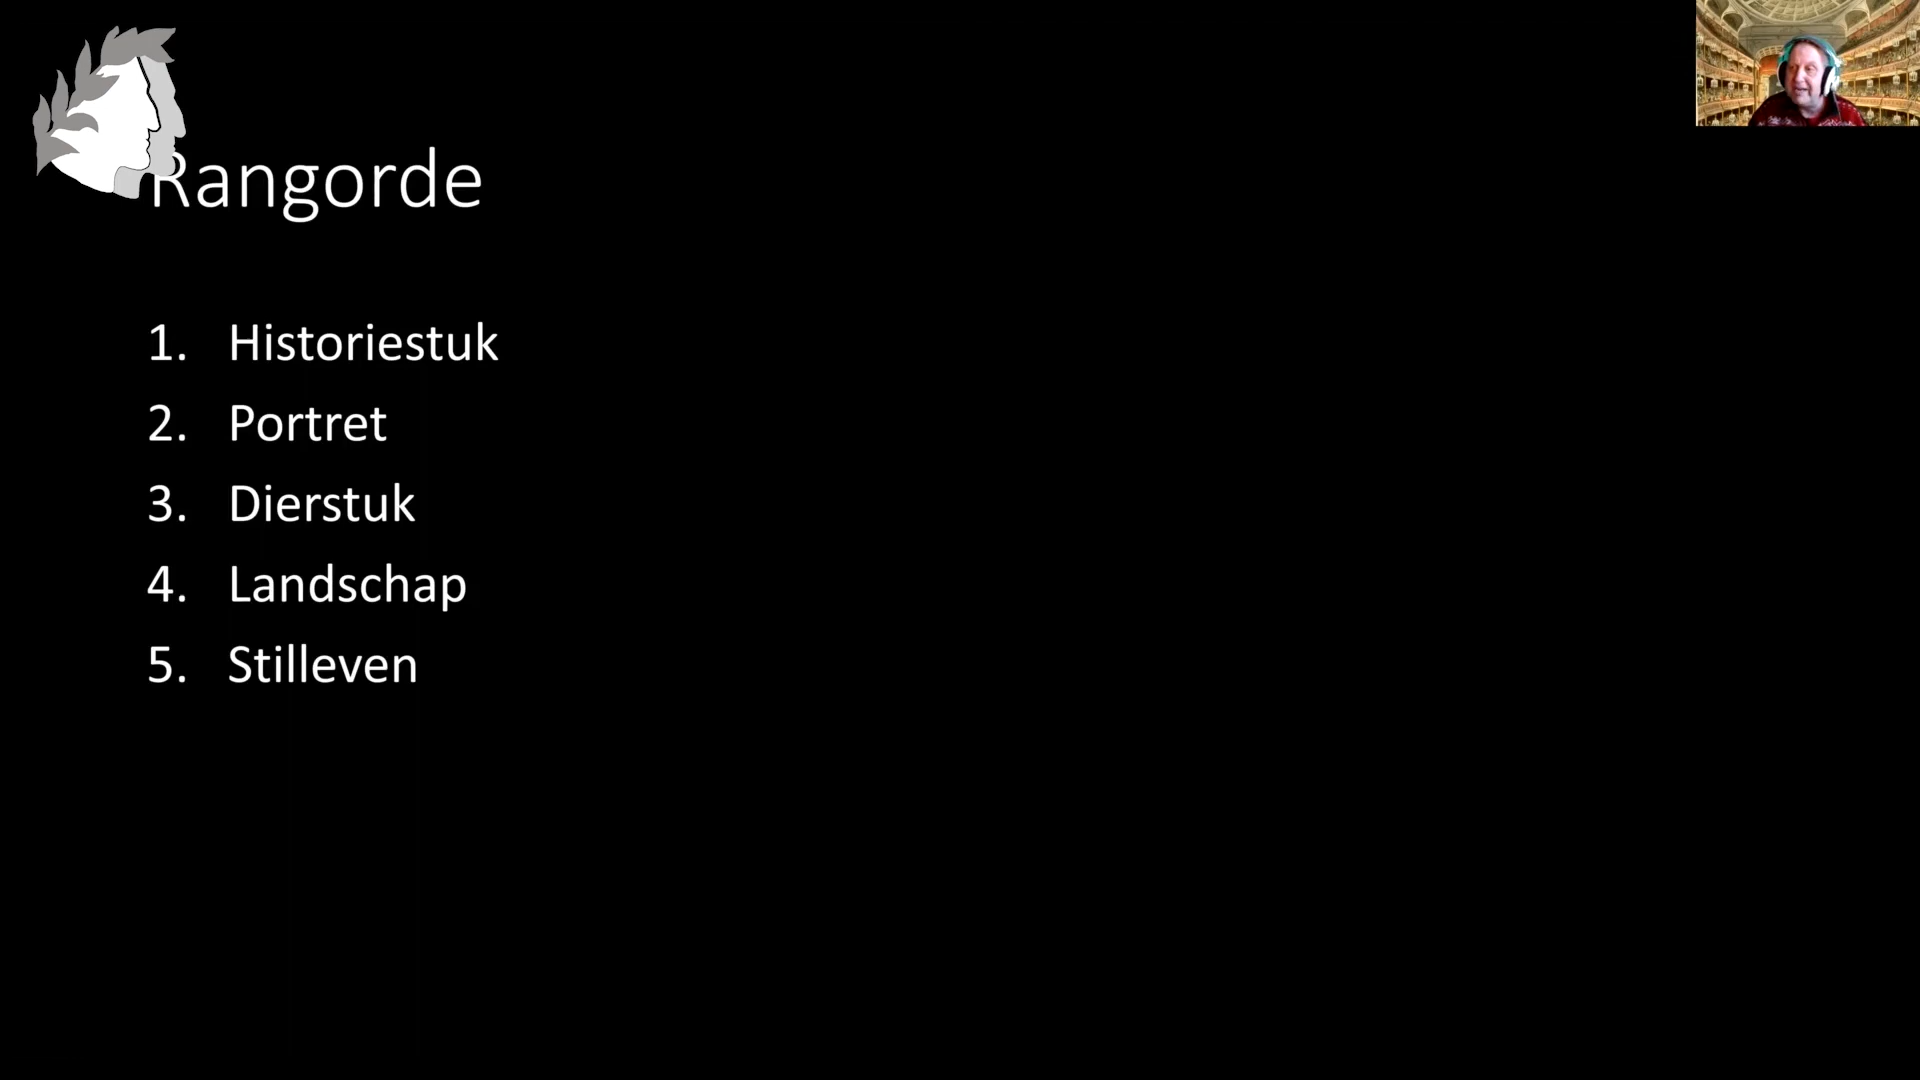 Rangorde
1. Historiestuk
2. Portret
3. Dierstuk
4. Landschap
5. Stilleven